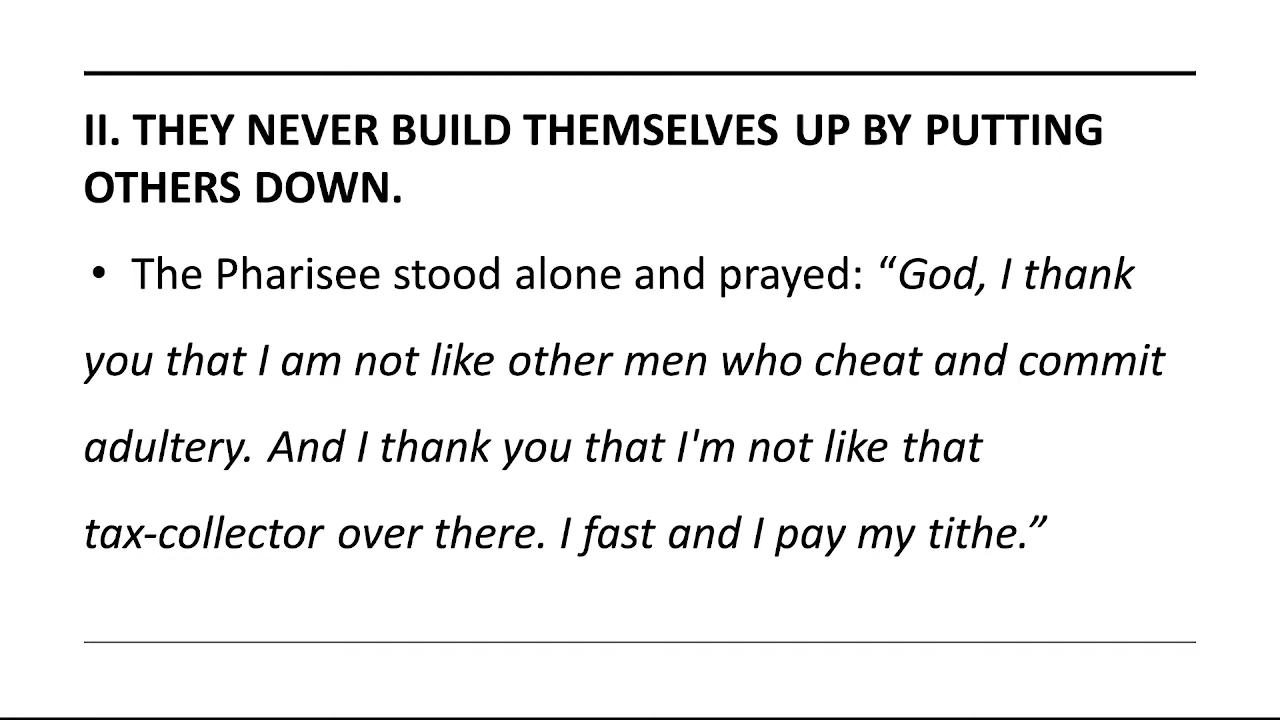 II. THEY NEVER BUILD THEMSELVES UP BY PUTTING
OTHERS DOWN.
• The Pharisee stood alone and prayed: “God, I thank
you that I am not like other men who cheat and commit
adultery. And I thank you that I'm not like that
tax-collector over there. I fast and I pay my tithe.”